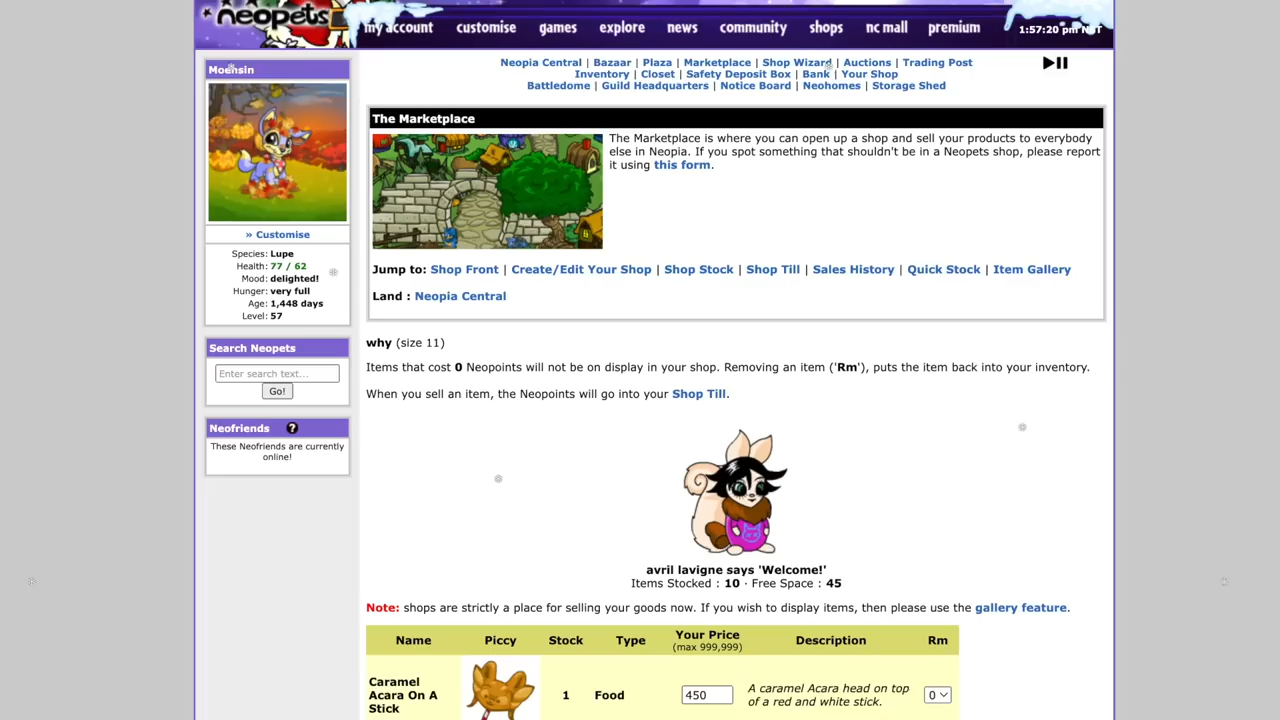 neopets
my account customise games explore news community shops nc mall premium
1:57:20 pm NST
Moensin
» Customise
Species: Lupe
Health: 77 / 62
Mood: delighted!
Hunger: very full
Age: 1,448 days
Level: 57
Search Neopets
Enter search text...
Go!
Neofriends ?
These Neofriends are currently
online!
Neopia Central | Bazaar | Plaza | Marketplace | Shop Wizard | Auctions | Trading Post
Inventory | Closet | Safety Deposit Box | Bank | Your Shop
Battledome | Guild Headquarters | Notice Board | Neohomes | Storage Shed
The Marketplace
The Marketplace is where you can open up a shop and sell your products to everybody
else in Neopia. If you spot something that shouldn't be in a Neopets shop, please report
it using this form.
Jump to: Shop Front | Create/Edit Your Shop | Shop Stock | Shop Till | Sales History | Quick Stock | Item Gallery
Land : Neopia Central
why (size 11)
Items that cost 0 Neopoints will not be on display in your shop. Removing an item ('Rm'), puts the item back into your inventory.
When you sell an item, the Neopoints will go into your Shop Till.
avril lavigne says 'Welcome!'
Items Stocked : 10 · Free Space : 45
Note: shops are strictly a place for selling your goods now. If you wish to display items, then please use the gallery feature.
Name Piccy Stock Type Your Price Description Rm
(max 999,999)
Caramel
Acara On A
Stick
1 Food 450 0
A caramel Acara head on top
of a red and white stick.